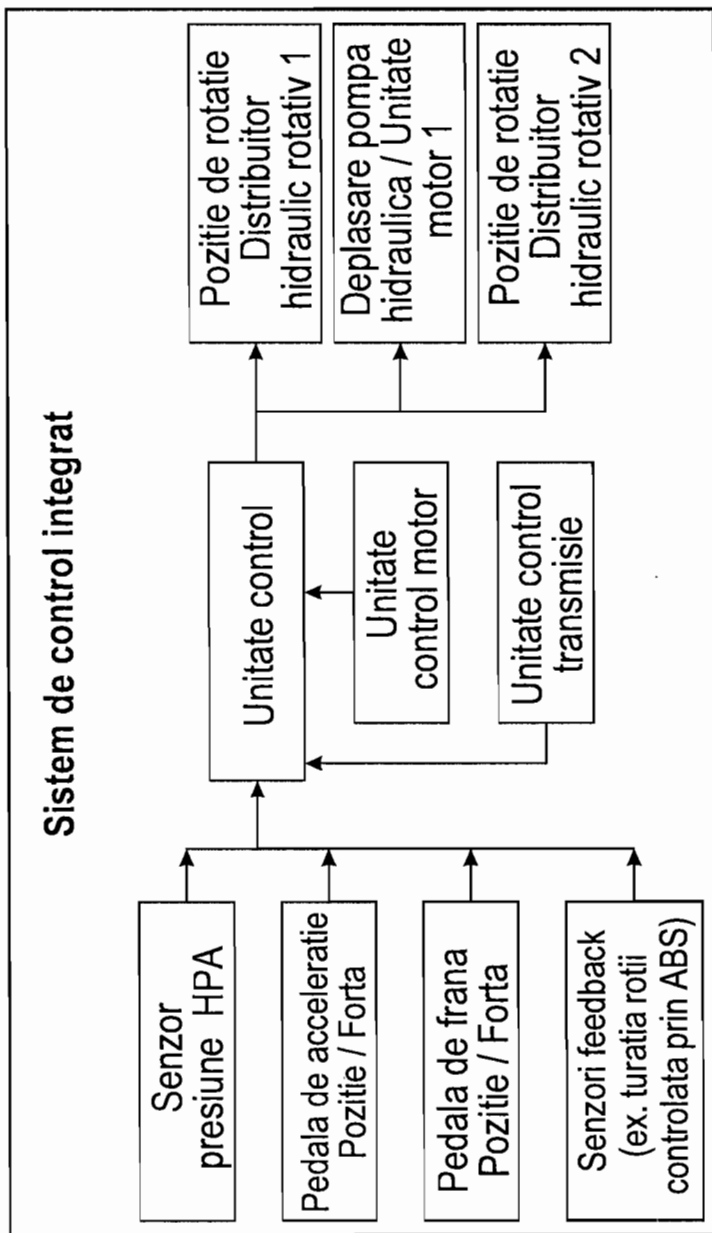 Sistem de control integrat
Senzor
presiune HPA
Pedala de acceleratie
Pozitie / Forta
Pedala de frana
Pozitie / Forta
Senzori feedback
(ex. turatia rotii
controlata prin ABS)
Unitate control
Unitate
control motor
Unitate control
transmisie
Pozitie de rotatie
Distribuitor
hidraulic rotativ 1
Deplasare pompa
hidraulica / Unitate
motor 1
Pozitie de rotatie
Distribuitor
hidraulic rotativ 2